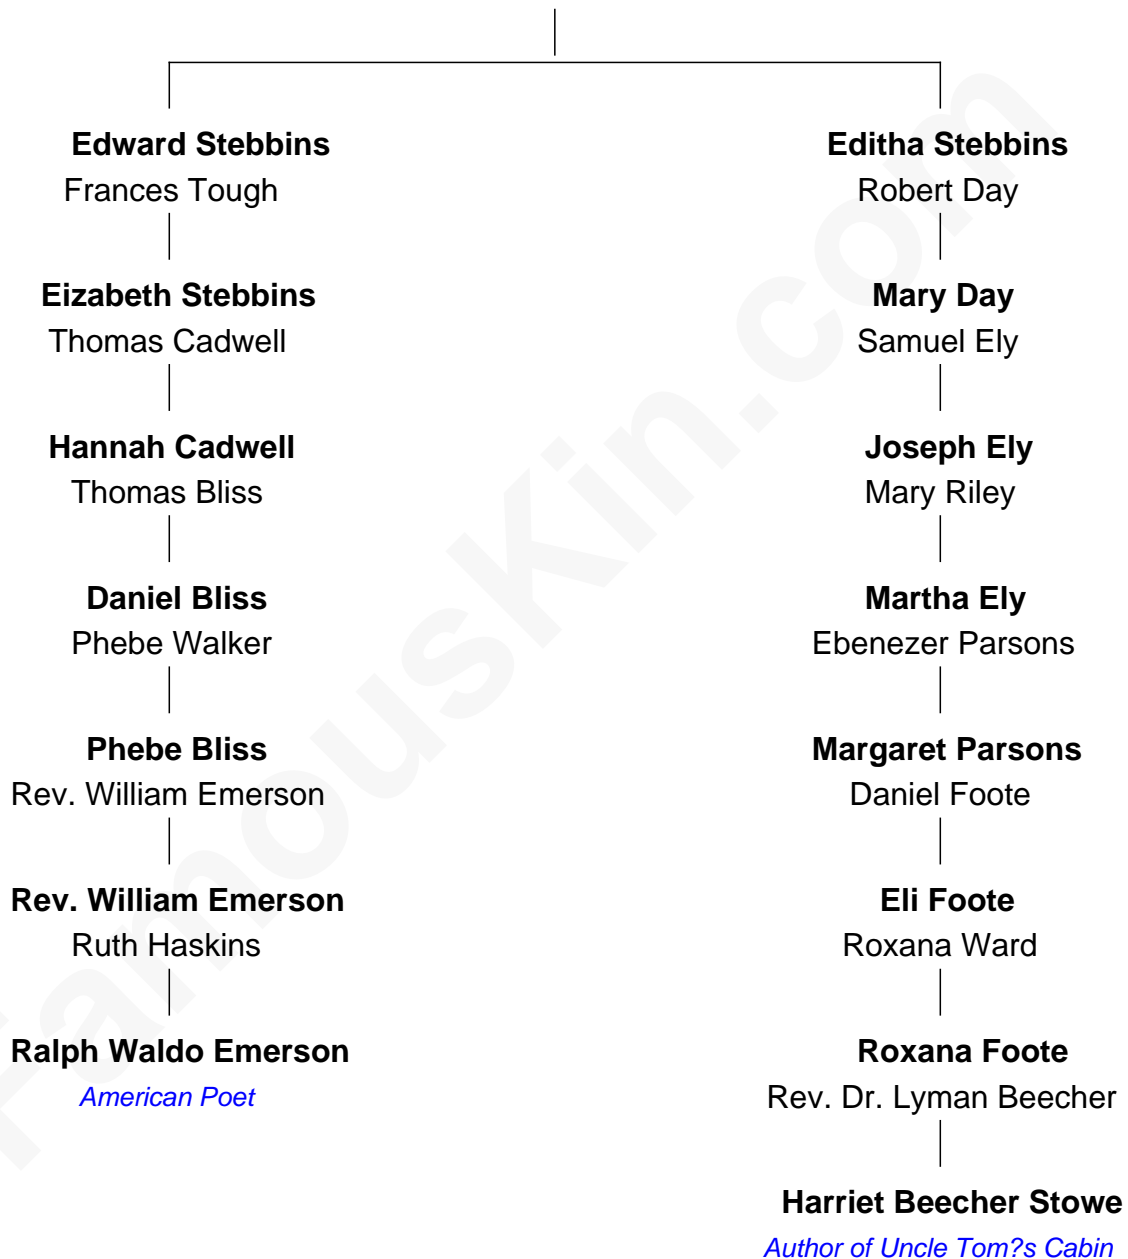 Edward Stebbins
Frances Tough
Eizabeth Stebbins
Thomas Cadwell
Hannah Cadwell
Thomas Bliss
Daniel Bliss
Phebe Walker
Phebe Bliss
Rev. William Emerson
Rev. William Emerson
Ruth Haskins
Ralph Waldo Emerson
American Poet
Editha Stebbins
Robert Day
Mary Day
Samuel Ely
Joseph Ely
Mary Riley
Martha Ely
Ebenezer Parsons
Margaret Parsons
Daniel Foote
Eli Foote
Roxana Ward
Roxana Foote
Rev. Dr. Lyman Beecher
Harriet Beecher Stowe
Author of Uncle Tom?s Cabin
FamousKin.com